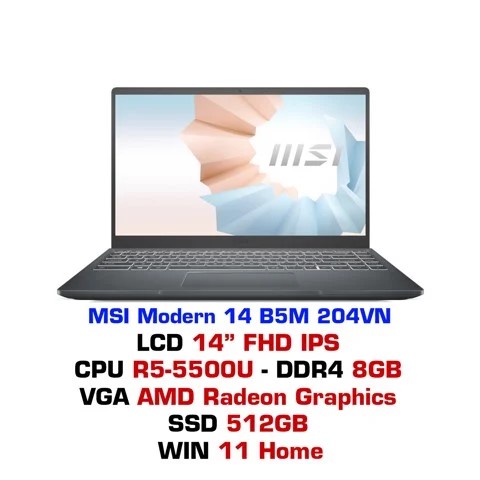 msi
MSI Modern 14 B5M 204VN
LCD 14” FHD IPS
CPU R5-5500U - DDR4 8GB
VGA AMD Radeon Graphics
SSD 512GB
WIN 11 Home